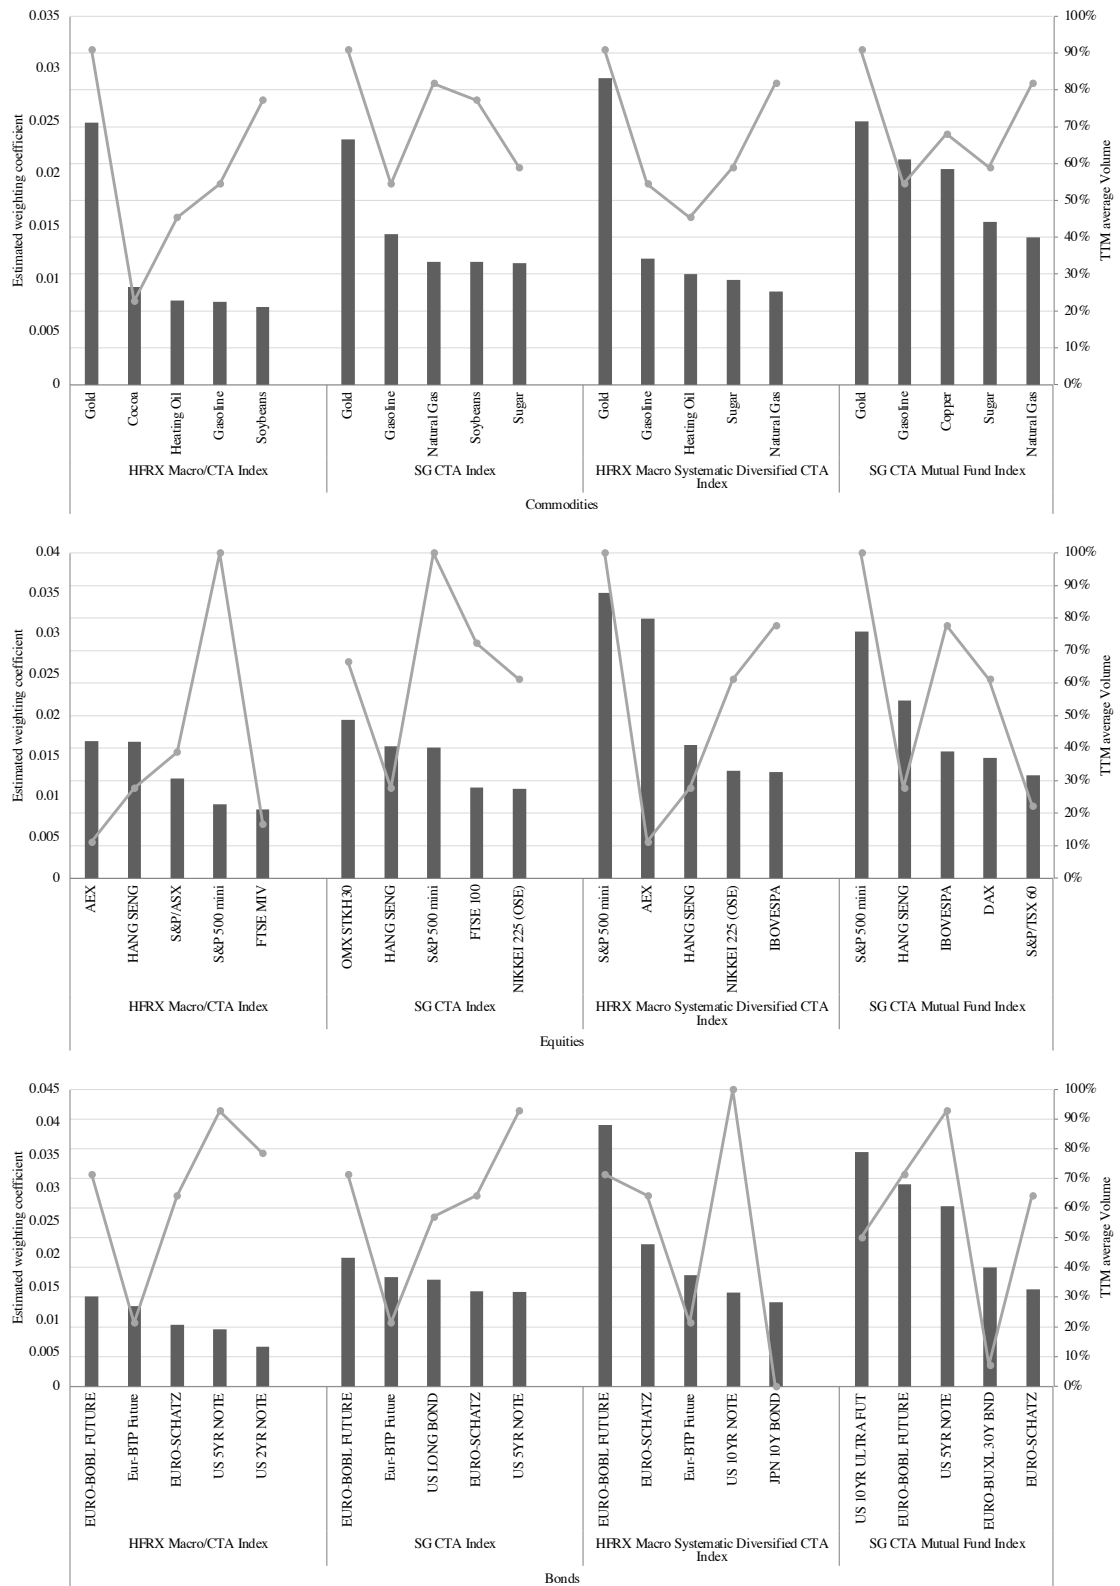 0.035
0.03
0.025
0.02
0.015
0.01
0.005
0
Estimated weighting coefficient
100%
90%
80%
70%
60%
50%
40%
30%
20%
10%
0%
TTM average Volume
Gold
Cocoa
Heating Oil
Gasoline
Soybeans
Gold
Gasoline
Natural Gas
Soybeans
Sugar
Gold
Gasoline
Heating Oil
Sugar
Natural Gas
Gold
Gasoline
Copper
Sugar
Natural Gas
HFRX Macro/CTA Index
SG CTA Index
HFRX Macro Systematic Diversified CTA
Index
SG CTA Mutual Fund Index
Commodities
0.04
0.035
0.03
0.025
0.02
0.015
0.01
0.005
0
Estimated weighting coefficient
100%
90%
80%
70%
60%
50%
40%
30%
20%
10%
0%
TTM average Volume
AEX
HANG SENG
S&P/ASX
S&P 500 mini
FTSE MIV
OMX STKH30
HANG SENG
S&P 500 mini
FTSE 100
NIKKEI 225 (OSE)
S&P 500 mini
AEX
HANG SENG
NIKKEI 225 (OSE)
IBOVESPA
S&P 500 mini
HANG SENG
IBOVESPA
DAX
S&P/TSX 60
HFRX Macro/CTA Index
SG CTA Index
HFRX Macro Systematic Diversified CTA
Index
SG CTA Mutual Fund Index
Equities
0.045
0.04
0.035
0.03
0.025
0.02
0.015
0.01
0.005
0
Estimated weighting coefficient
100%
90%
80%
70%
60%
50%
40%
30%
20%
10%
0%
TTM average Volume
EURO-BOBL FUTURE
Eur-BTP Future
EURO-SCHATZ
US 5YR NOTE
US 2YR NOTE
EURO-BOBL FUTURE
Eur-BTP Future
US LONG BOND
EURO-SCHATZ
US 5YR NOTE
EURO-BOBL FUTURE
EURO-SCHATZ
Eur-BTP Future
US 10YR NOTE
JPN 10Y BOND
US 10YR ULTRA FUT
EURO-BOBL FUTURE
US 5YR NOTE
EURO-BUXL 30Y BND
EURO-SCHATZ
HFRX Macro/CTA Index
SG CTA Index
HFRX Macro Systematic Diversified CTA
Index
SG CTA Mutual Fund Index
Bonds